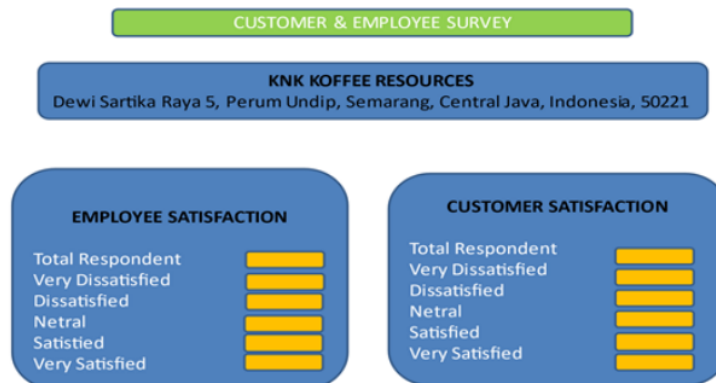 CUSTOMER & EMPLOYEE SURVEY
KNK KOFFEE RESOURCES
Dewi Sartika Raya 5, Perum Undip, Semarang, Central Java, Indonesia, 50221
EMPLOYEE SATISFACTION
Total Respondent
Very Dissatisfied
Dissatisfied
Netral
Satistied
Very Satisfied
CUSTOMER SATISFACTION
Total Respondent
Very Dissatisfied
Dissatisfied
Netral
Satisfied
Very Satisfied